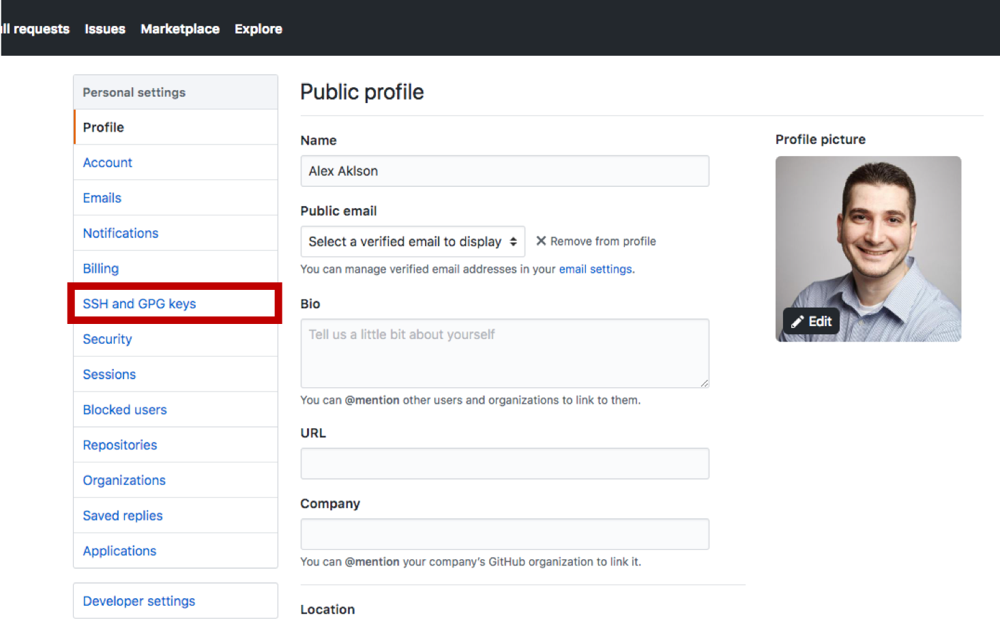 ll requests Issues Marketplace Explore
Personal settings
Profile
Account
Emails
Notifications
Billing
SSH and GPG keys
Security
Sessions
Blocked users
Repositories
Organizations
Saved replies
Applications
Developer settings
Public profile
Name
Alex Aklson
Public email
Select a verified email to display
Remove from profile
You can manage verified email addresses in your email settings.
Bio
Tell us a little bit about yourself
You can @mention other users and organizations to link to them.
URL
Company
You can @mention your company's GitHub organization to link it.
Location
Profile picture
Edit